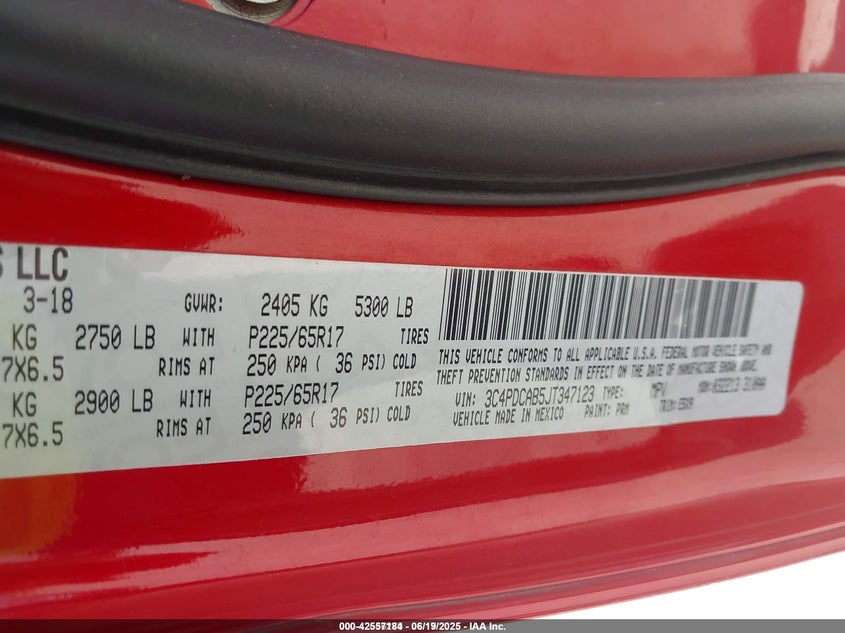 S LLC
3-18 GVWR: 2405 KG 5300 LB
KG 2750 LB WITH P225/65R17 TIRES
7X6.5 RIMS AT 250 KPA ( 36 PSI) COLD
KG 2900 LB WITH P225/65R17 TIRES
7X6.5 RIMS AT 250 KPA ( 36 PSI) COLD
THIS VEHICLE CONFORMS TO ALL APPLICABLE U.S.A. FEDERAL MOTOR VEHICLE SAFETY AND
THEFT PREVENTION STANDARDS IN EFFECT ON THE DATE OF MANUFACTURE SHOWN ABOVE.
VIN: 3C4PDCAB5JT347123 TYPE: MPV MDH: 032213 310AA
VEHICLE MADE IN MEXICO PAINT: PRM TRIM:
000-42557184 06/19/2025 - IAA Inc.